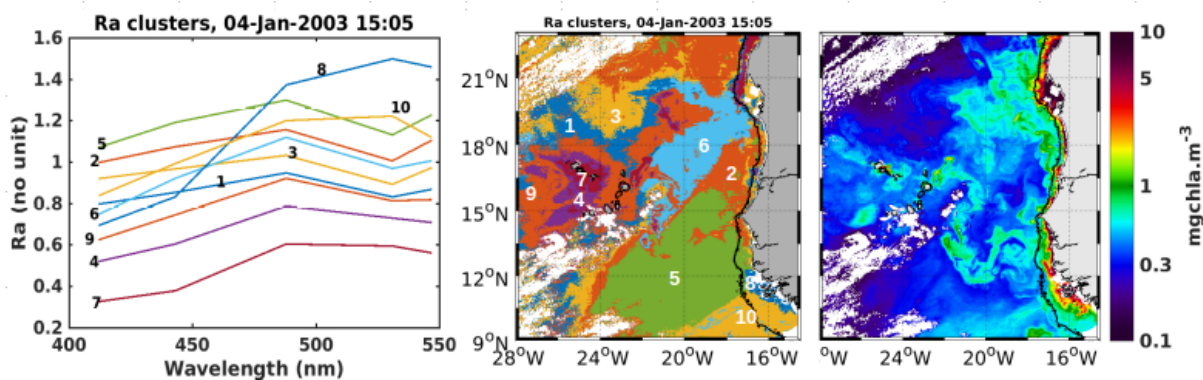 Ra clusters, 04-Jan-2003 15:05
1.6
1.4
1.2
1
0.8
0.6
0.4
0.2
Ra (no unit)
400
450
500
550
Wavelength (nm)
8
10
5
2
3
1
6
9
4
7
Ra clusters, 04-Jan-2003 15:05
21°N
18°N
15°N
12°N
9°N
28°W
24°W
20°W
16°W
1
3
6
2
7
9
4
5
8
10
0°W
24°W
20°W
16°W
10
5
3
2
1
0.3
0.1
mgchla.m⁻³